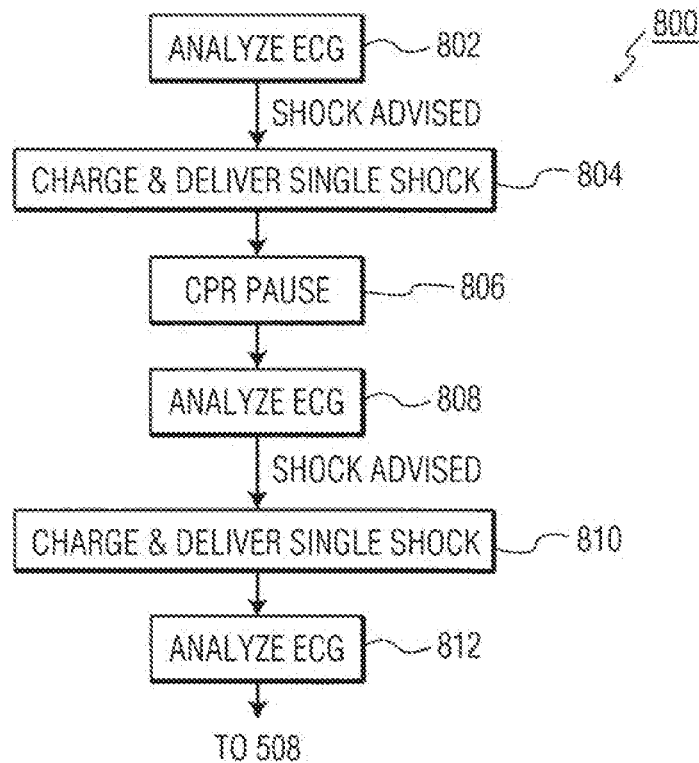 800
ANALYZE ECG 802
SHOCK ADVISED
CHARGE & DELIVER SINGLE SHOCK 804
CPR PAUSE 806
ANALYZE ECG 808
SHOCK ADVISED
CHARGE & DELIVER SINGLE SHOCK 810
ANALYZE ECG 812
TO 508